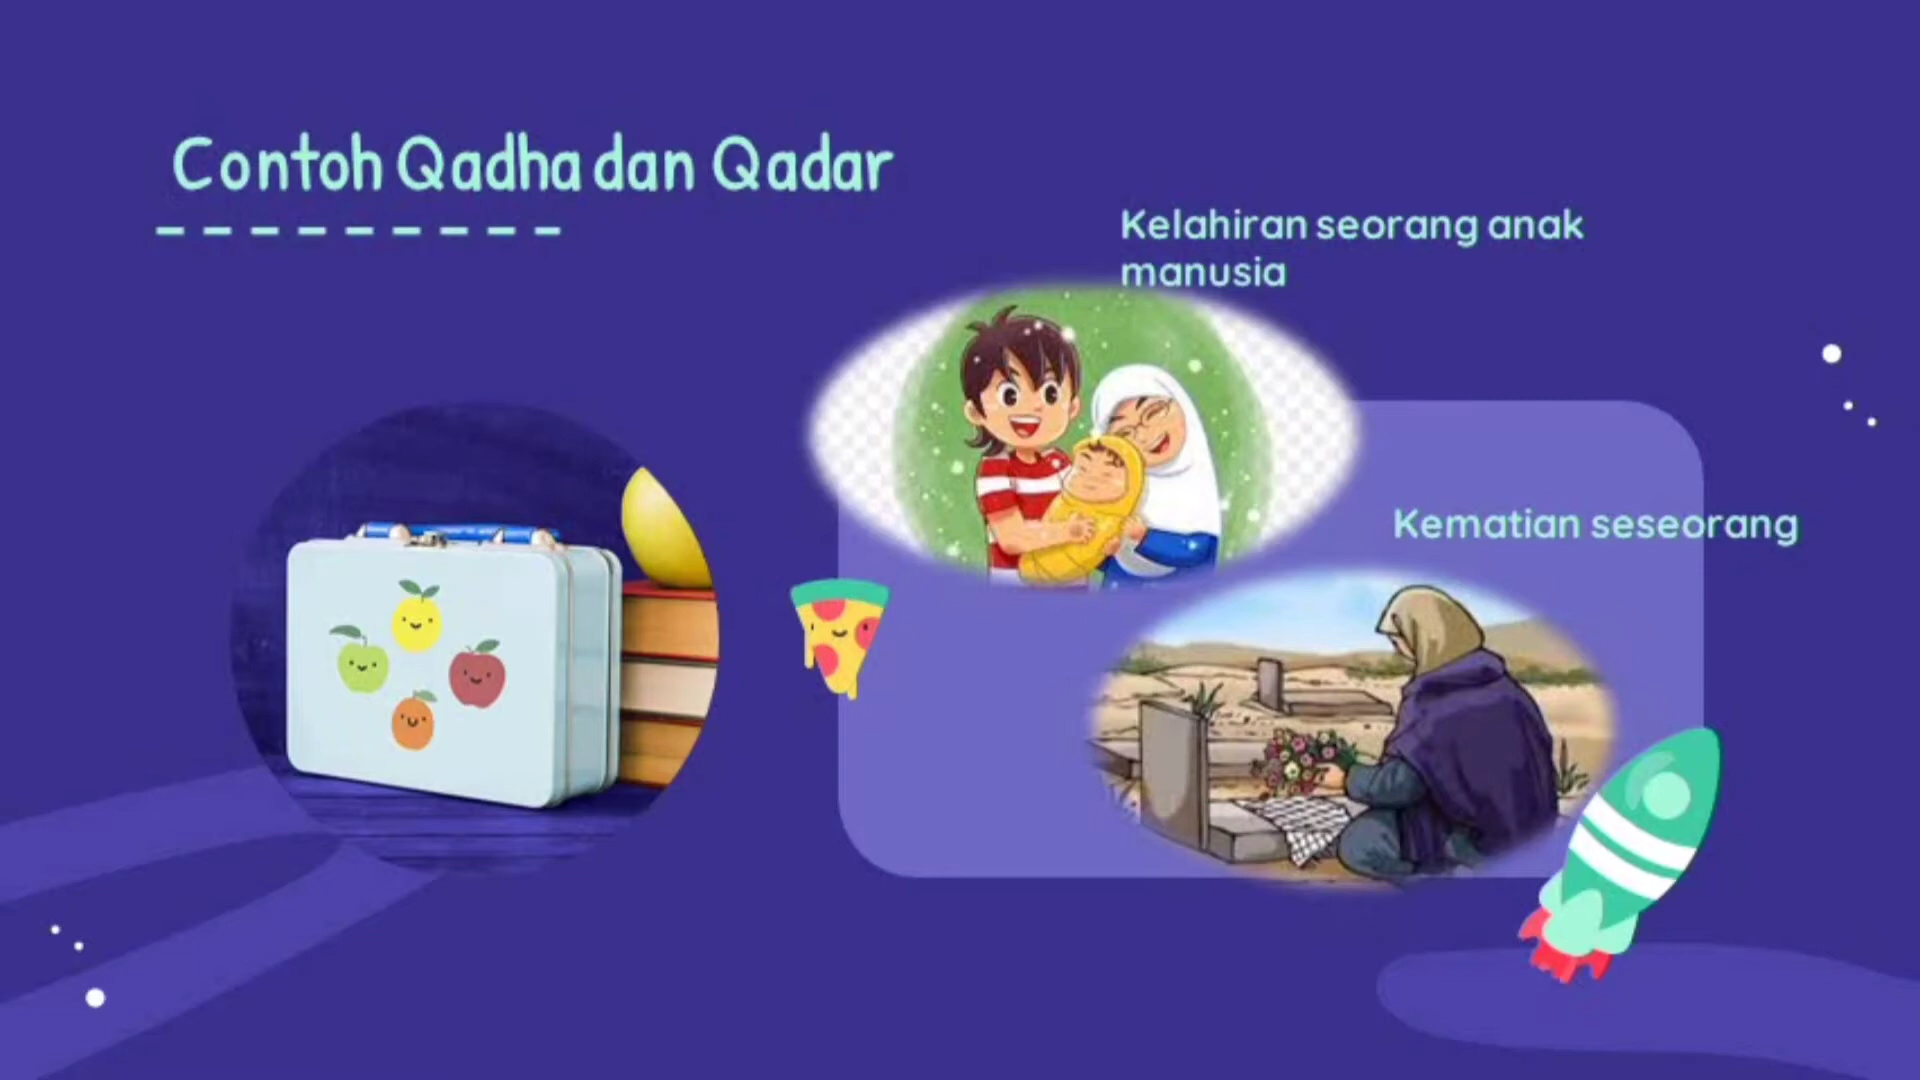 Contoh Qadha dan Qadar
Kelahiran seorang anak
manusia
Kematian seseorang